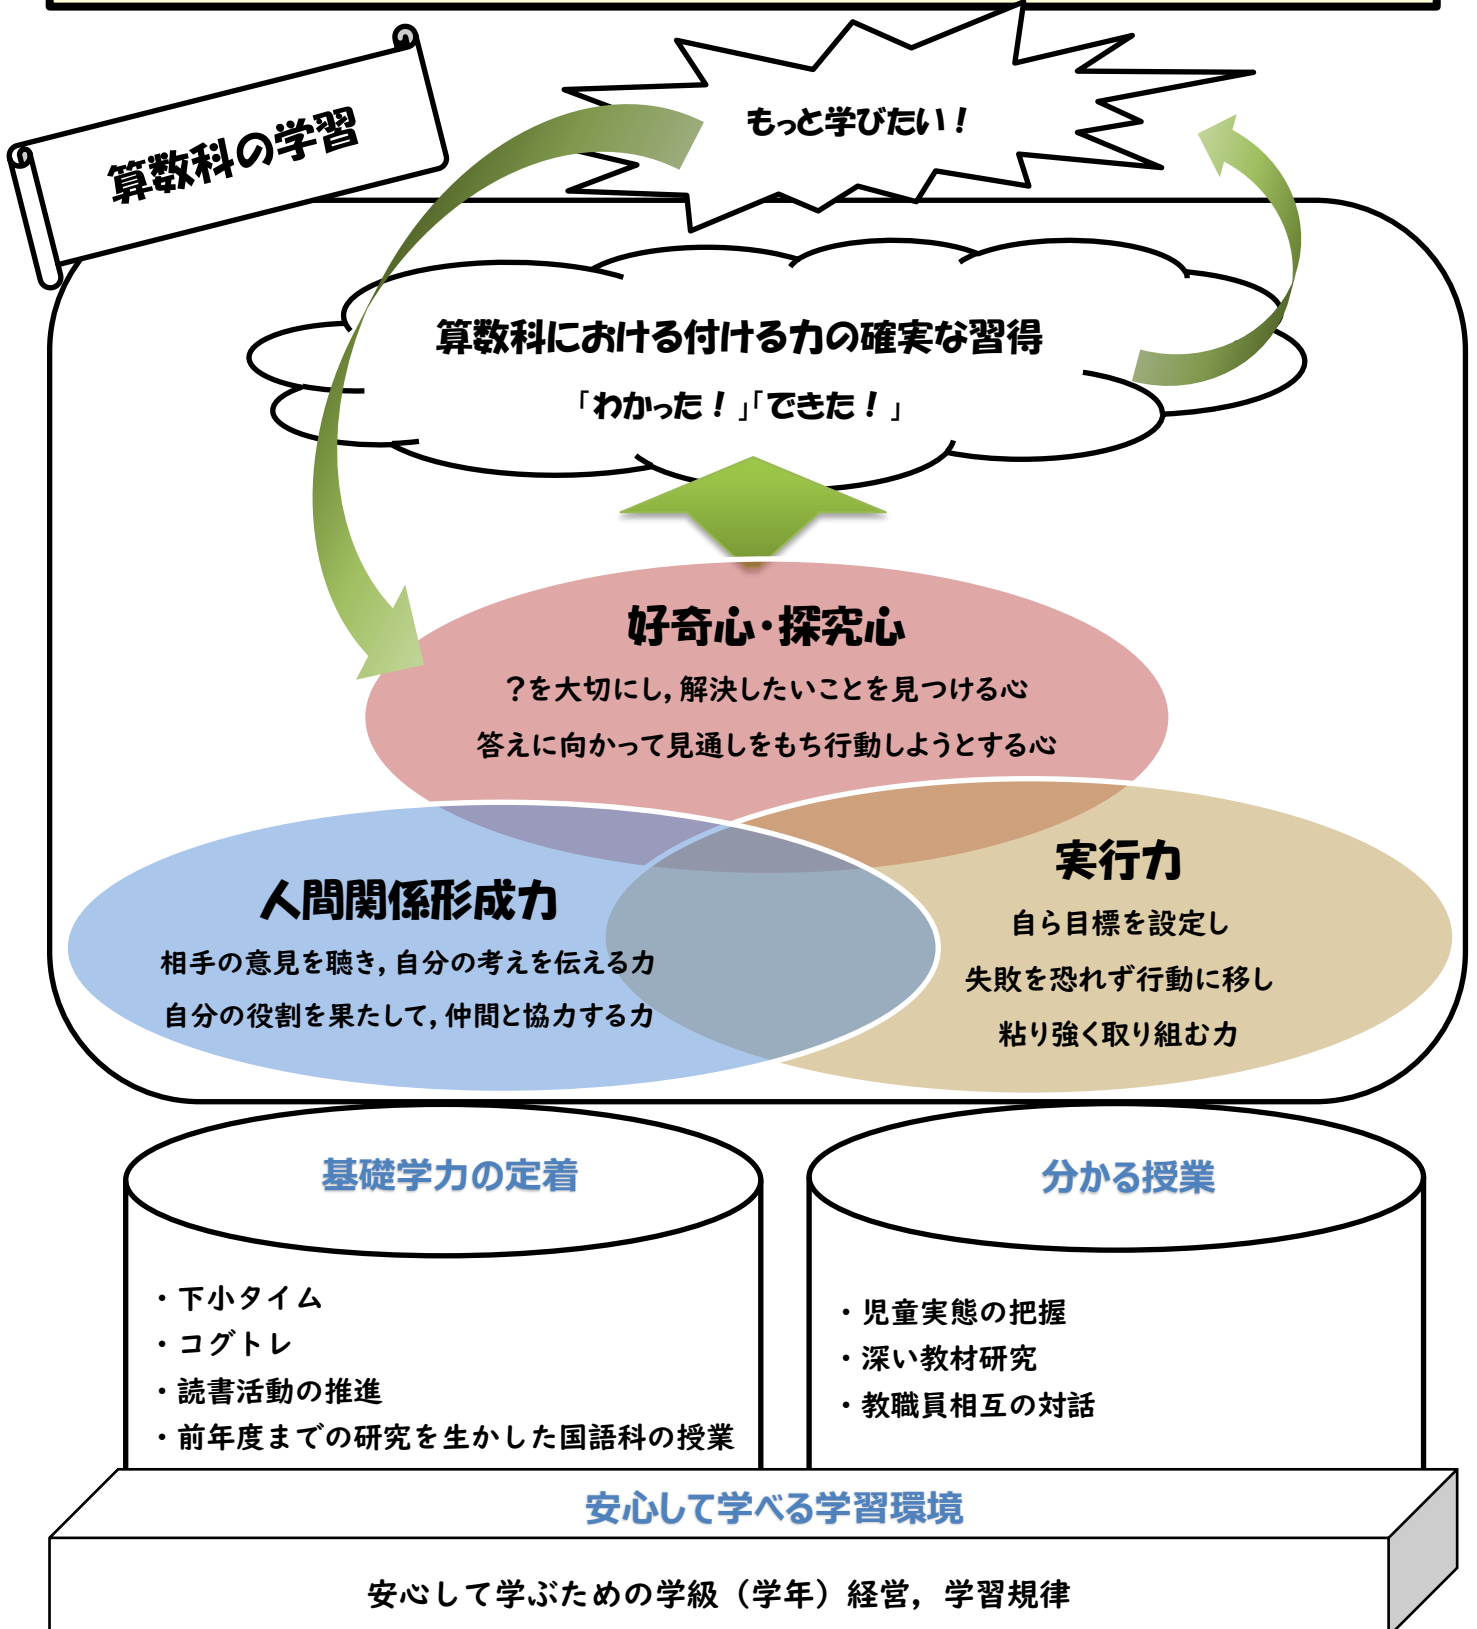 算数科の学習
もっと学びたい！
算数科における付ける力の確実な習得
「わかった！」「できた！」
好奇心・探究心
？を大切にし，解決したいことを見つける心
答えに向かって見通しをもち行動しようとする心
人間関係形成力
相手の意見を聴き，自分の考えを伝える力
自分の役割を果たして，仲間と協力する力
実行力
自ら目標を設定し
失敗を恐れず行動に移し
粘り強く取り組む力
基礎学力の定着
・下小タイム
・コグトレ
・読書活動の推進
・前年度までの研究を生かした国語科の授業
分かる授業
・児童実態の把握
・深い教材研究
・教職員相互の対話
安心して学べる学習環境
安心して学ぶための学級（学年）経営，学習規律